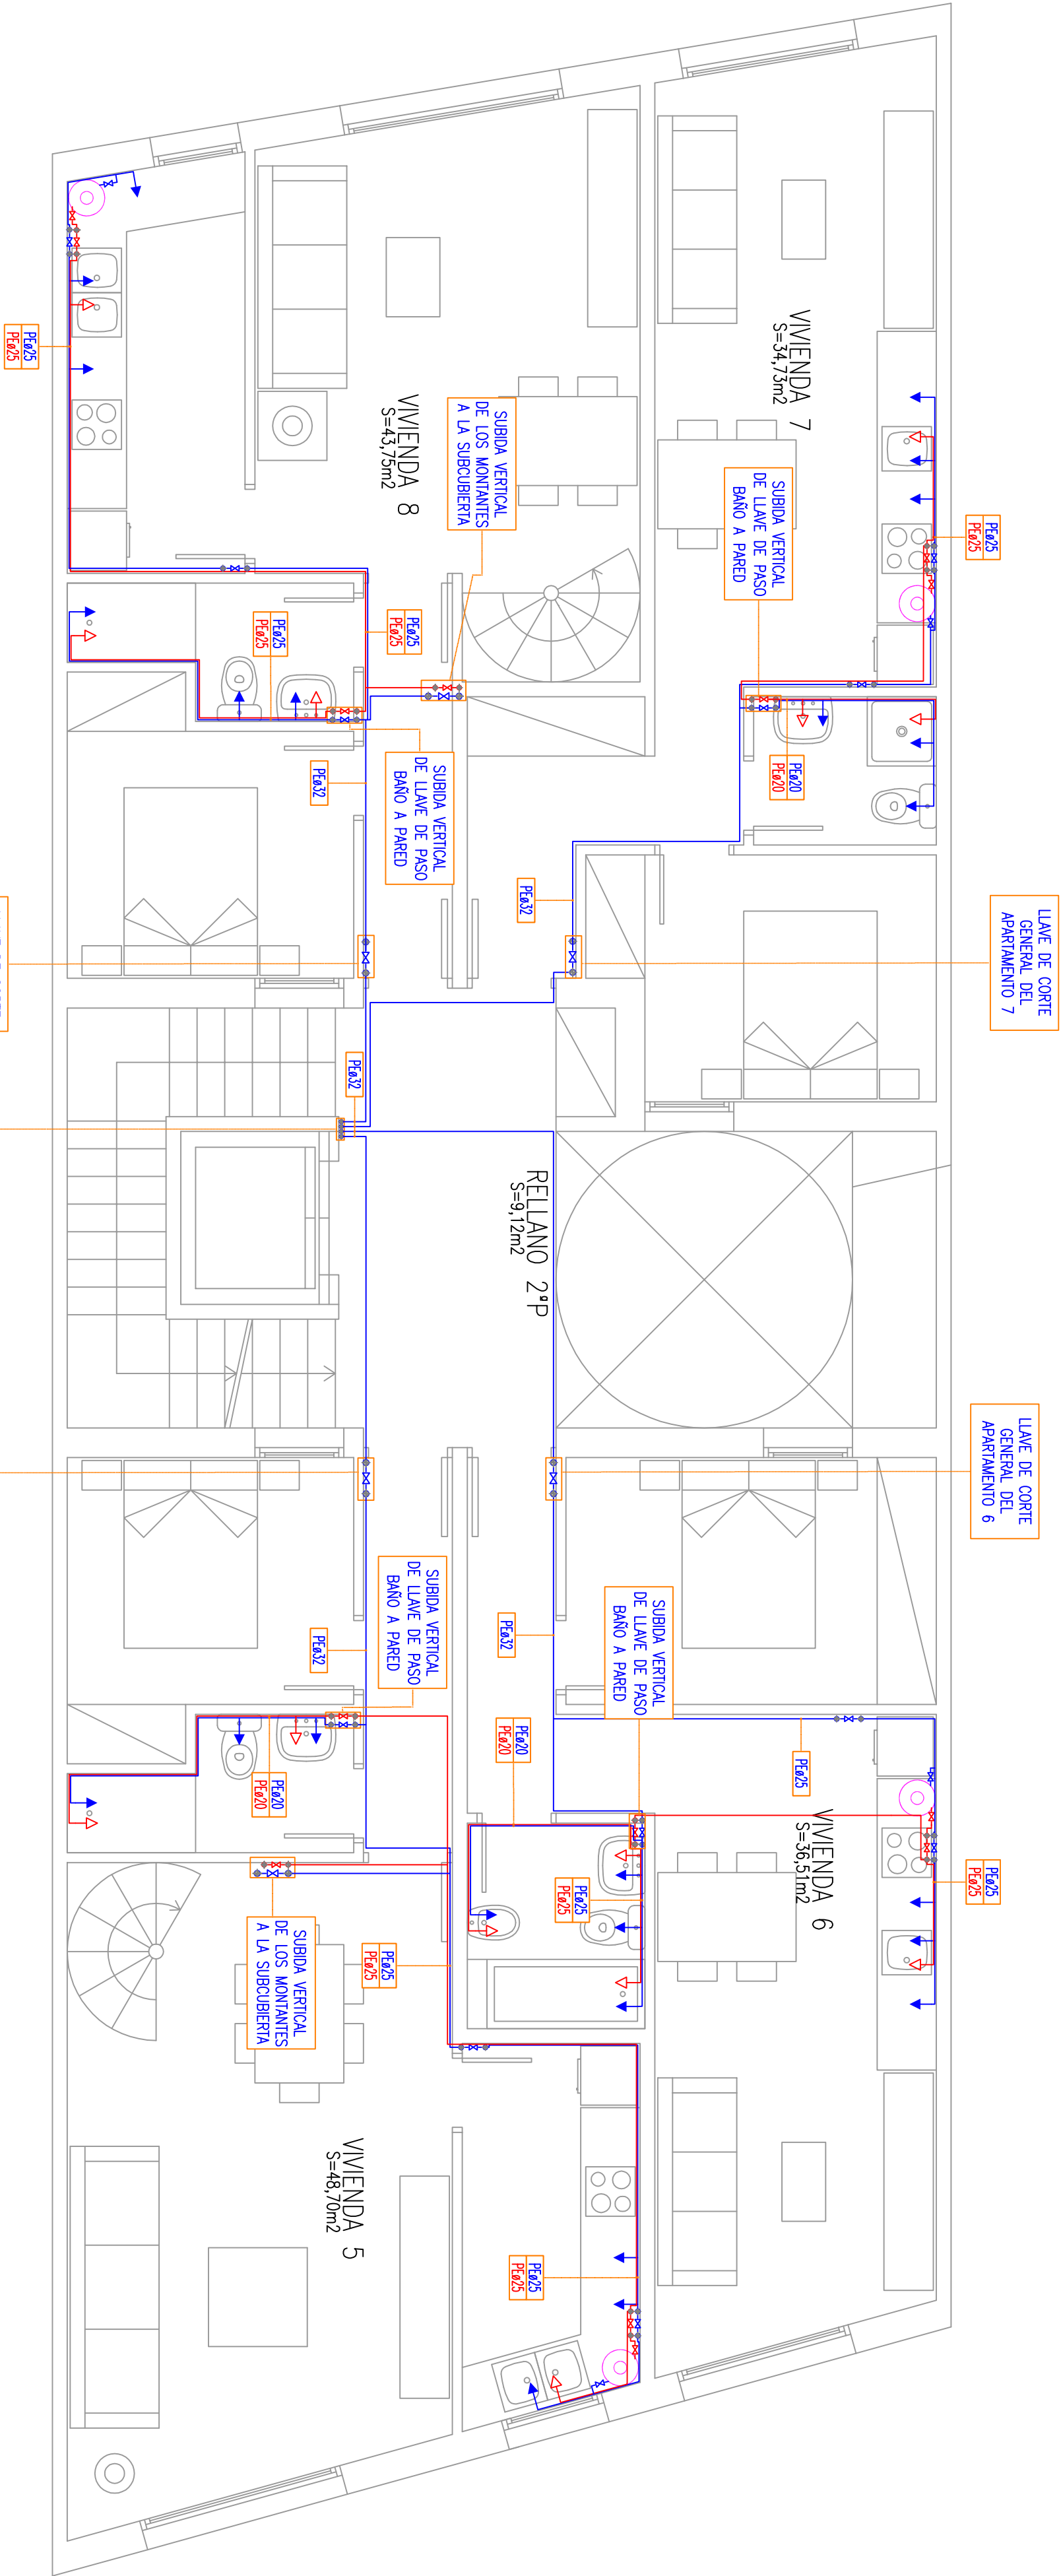 LLAVE DE CORTE
GENERAL DEL
APARTAMENTO 7
LLAVE DE CORTE
GENERAL DEL
APARTAMENTO 6
PEø25
PEø25
PEø25
PEø25
VIVIENDA 7
S=34,73m2
SUBIDA VERTICAL
DE LLAVE DE PASO
BAÑO A PARED
PEø20
PEø20
PEø25
VIVIENDA 6
S=36,51m2
SUBIDA VERTICAL
DE LLAVE DE PASO
BAÑO A PARED
PEø25
PEø25
PEø32
RELLANO 2ªP
S=9,12m2
PEø32
PEø20
PEø20
PEø25
PEø25
SUBIDA VERTICAL
DE LOS MONTANTES
A LA SUBCUBIERTA
VIVIENDA 8
S=43,75m2
PEø25
PEø25
SUBIDA VERTICAL
DE LLAVE DE PASO
BAÑO A PARED
PEø32
SUBIDA VERTICAL
DE LLAVE DE PASO
BAÑO A PARED
PEø25
PEø25
VIVIENDA 5
S=48,70m2
PEø25
PEø25
PEø32
PEø32
PEø20
PEø20
SUBIDA VERTICAL
DE LOS MONTANTES
A LA SUBCUBIERTA
PEø25
PEø25